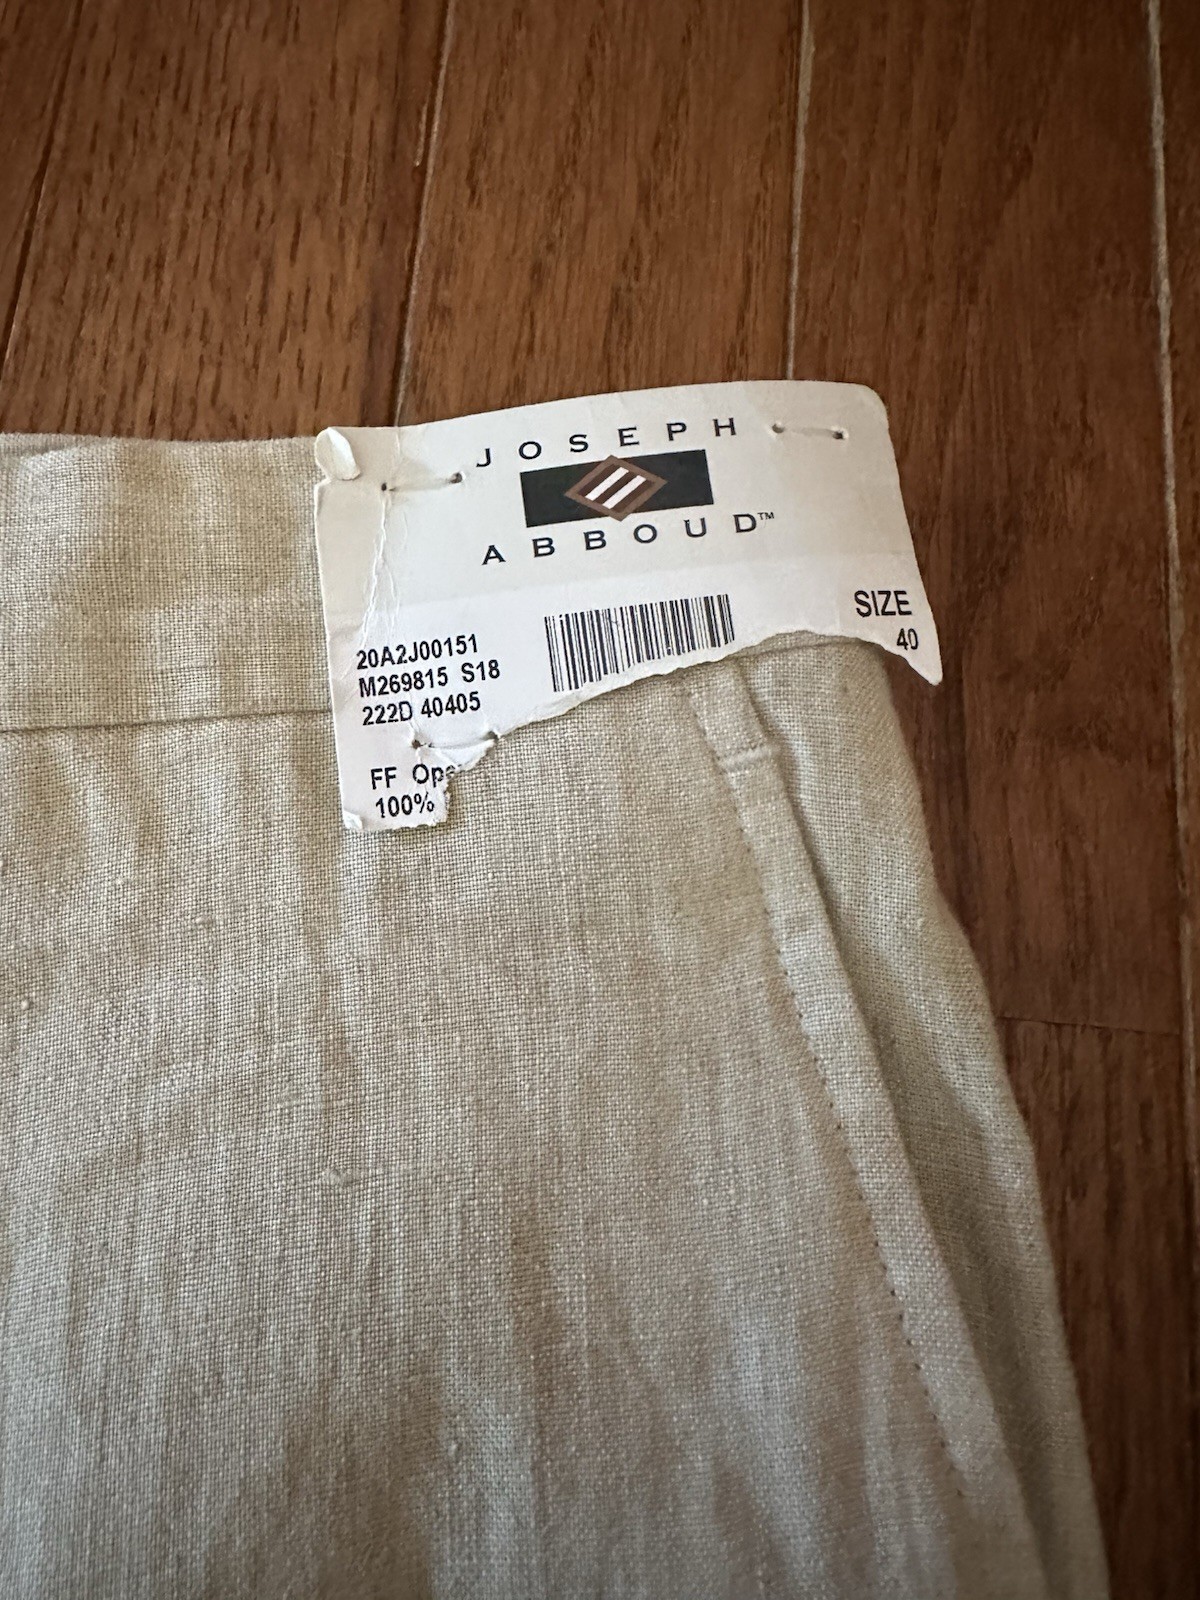 JOSEPH
ABBOUD™
SIZE
40
20A2J00151
M269815 S18
222D 40405
FF
100%